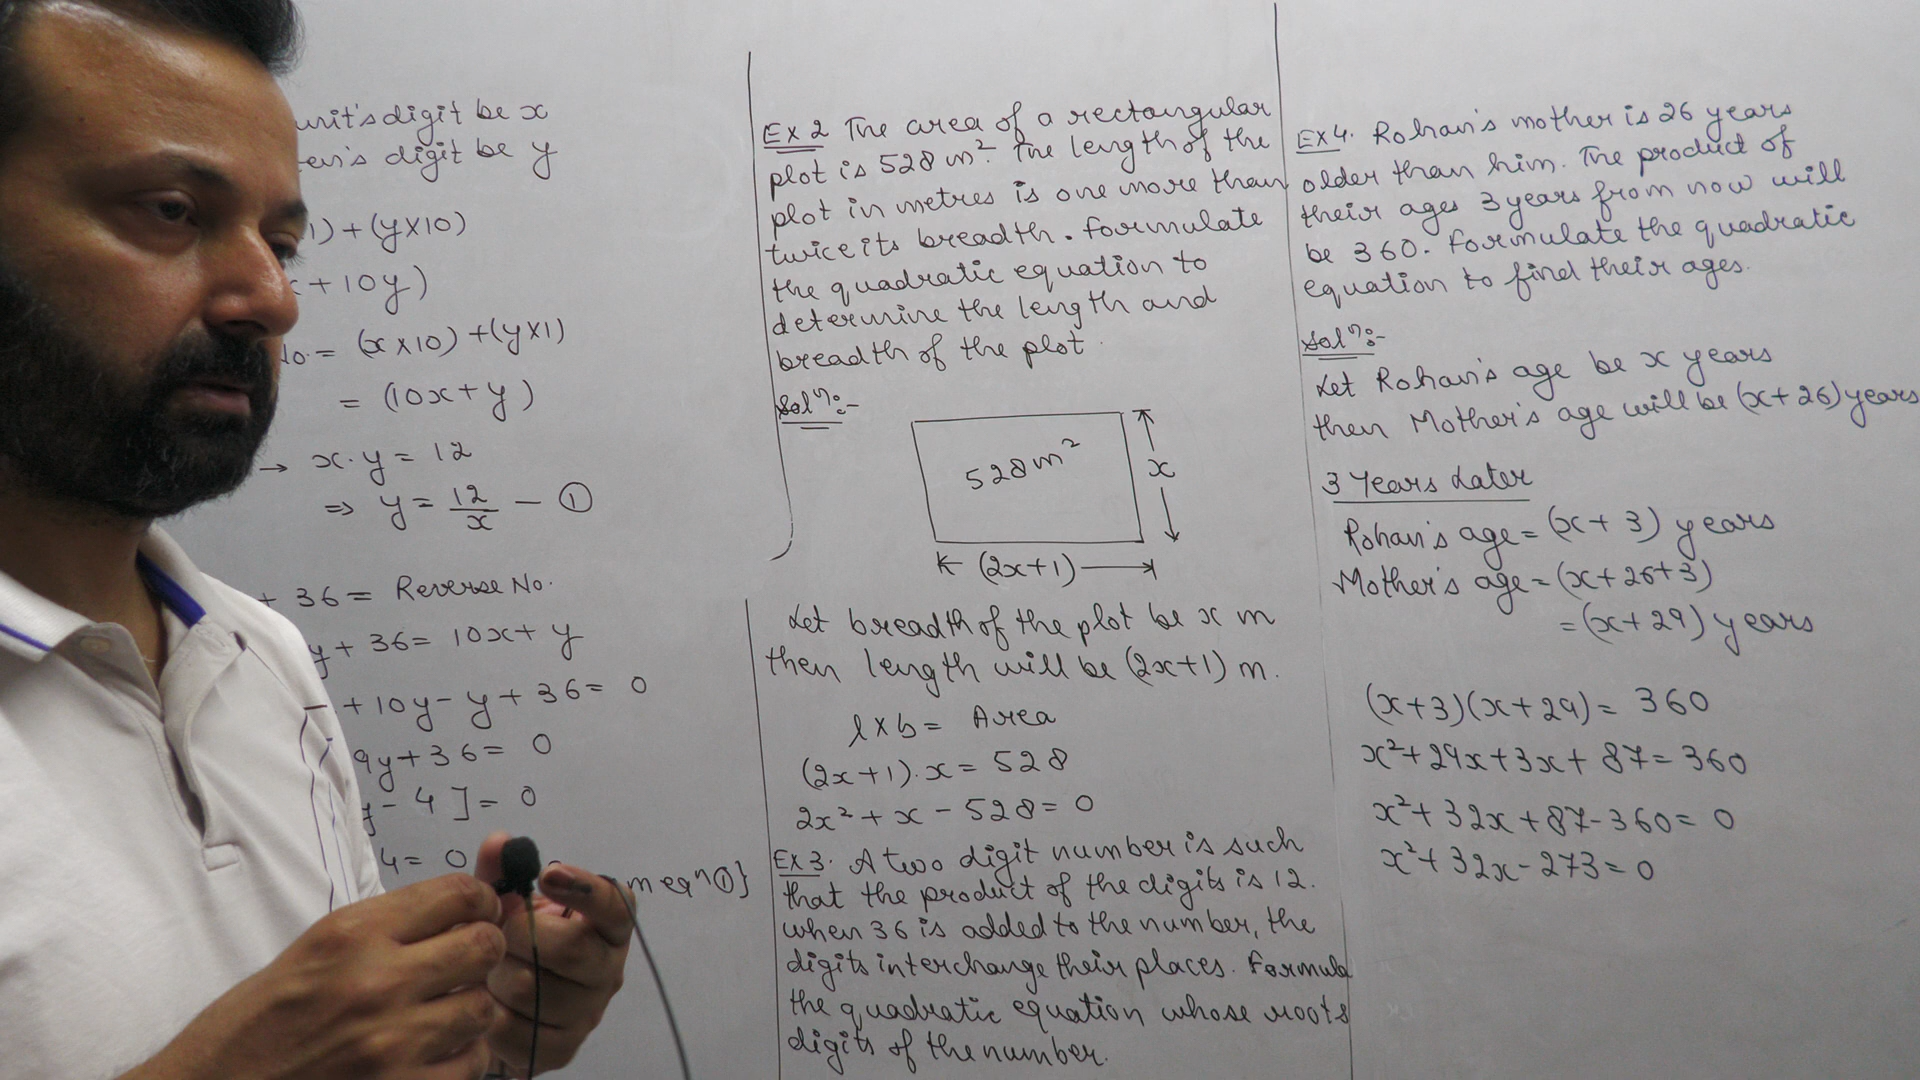 unit's digit be x
ten's digit be y
1) + (y×10)
+ 10y)
No. = (x×10) + (y×1)
= (10x+y)
→ x·y = 12
⇒ y = 12/x — ①
+ 36 = Reverse No.
y + 36 = 10x + y
+ 10y - y + 36 = 0
9y + 36 = 0
y - 4 ] = 0
4 = 0
m eqⁿ ①}
Ex 2 The area of a rectangular
plot is 528 m². The length of the
plot in metres is one more than
twice its breadth. Formulate
the quadratic equation to
determine the length and
breadth of the plot.
Solⁿ:-
528 m²
x
(2x+1)
Let breadth of the plot be x m
then length will be (2x+1) m.
l × b = Area
(2x+1).x = 528
2x² + x - 528 = 0
Ex 3. A two digit number is such
that the product of the digits is 12.
when 36 is added to the number, the
digits interchange their places. Formula
the quadratic equation whose roots
digits of the number.
Ex 4. Rohan's mother is 26 years
older than him. The product of
their ages 3 years from now will
be 360. Formulate the quadratic
equation to find their ages.
Solⁿ:-
Let Rohan's age be x years
then Mother's age will be (x+26) years
3 Years Later
Rohan's age = (x+3) years
Mother's age = (x+26+3)
= (x+29) years
(x+3)(x+29) = 360
x² + 29x + 3x + 87 = 360
x² + 32x + 87 - 360 = 0
x² + 32x - 273 = 0